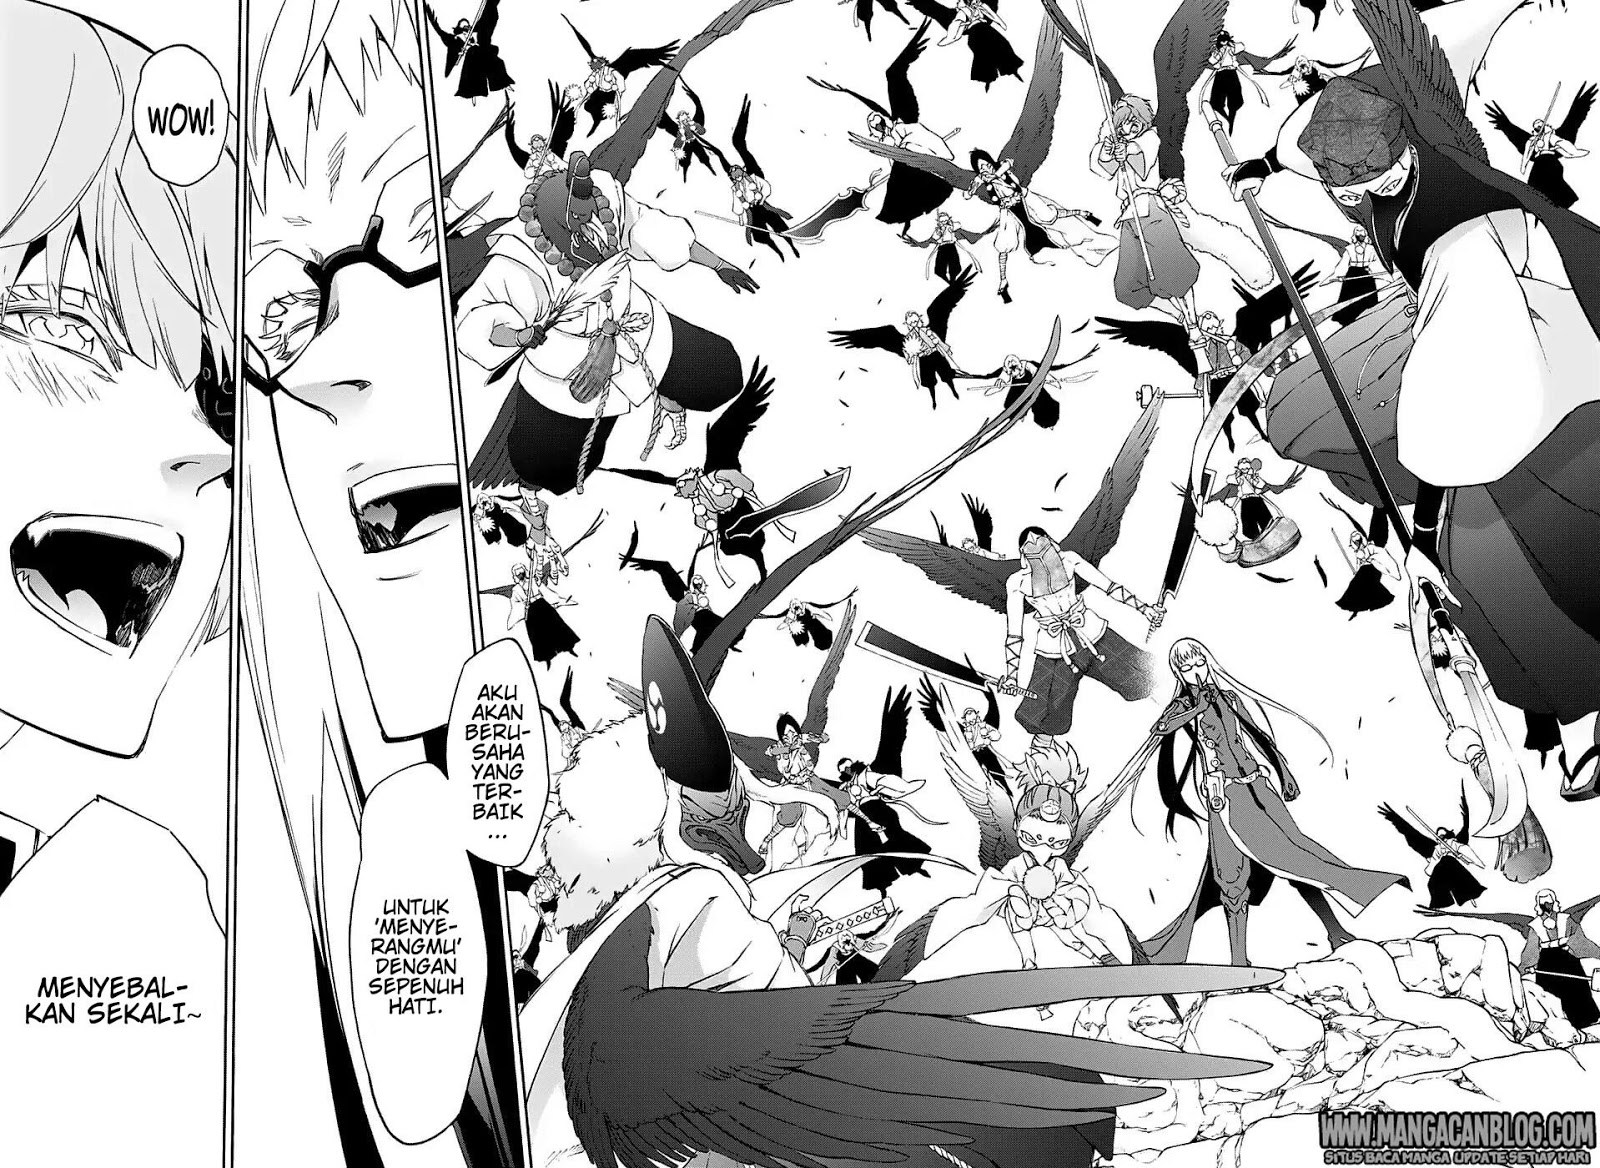 AKU
AKAN
BERU-
SAHA
YANG
TER-
BAIK
...
UNTUK
'MENYE-
RANGMU'
DENGAN
SEPENUH
HATI.
WOW!
MENYEBAL-
KAN SEKALI~
WWW.MANGACANBLOG.COM
SITUS BACA MANGA UPDATE SETIAP HARI